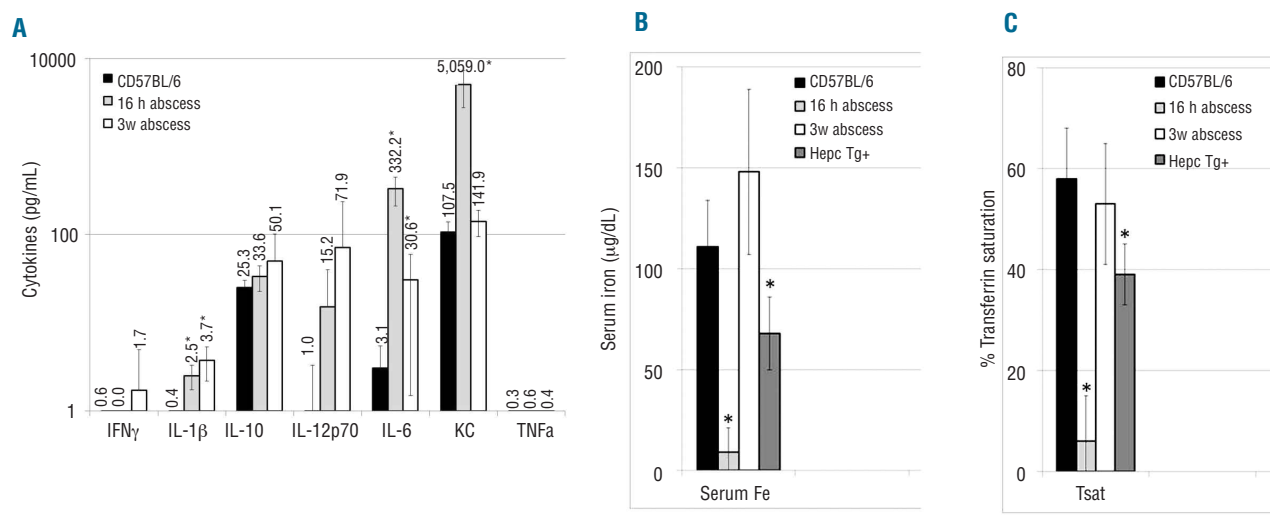 A
10000
100
1
Cytokines (pg/mL)
CD57BL/6
16 h abscess
3w abscess
0.6
0.0
1.7
0.4
2.5*
3.7*
25.3
33.6
50.1
1.0
15.2
71.9
3.1
332.2*
30.6*
107.5
5,059.0*
141.9
0.3
0.6
0.4
IFNγ
IL-1β
IL-10
IL-12p70
IL-6
KC
TNFa
B
200
150
100
50
0
Serum iron (µg/dL)
CD57BL/6
16 h abscess
3w abscess
Hepc Tg+
*
*
Serum Fe
C
80
60
40
20
0
% Transferrin saturation
CD57BL/6
16 h abscess
3w abscess
Hepc Tg+
*
*
Tsat